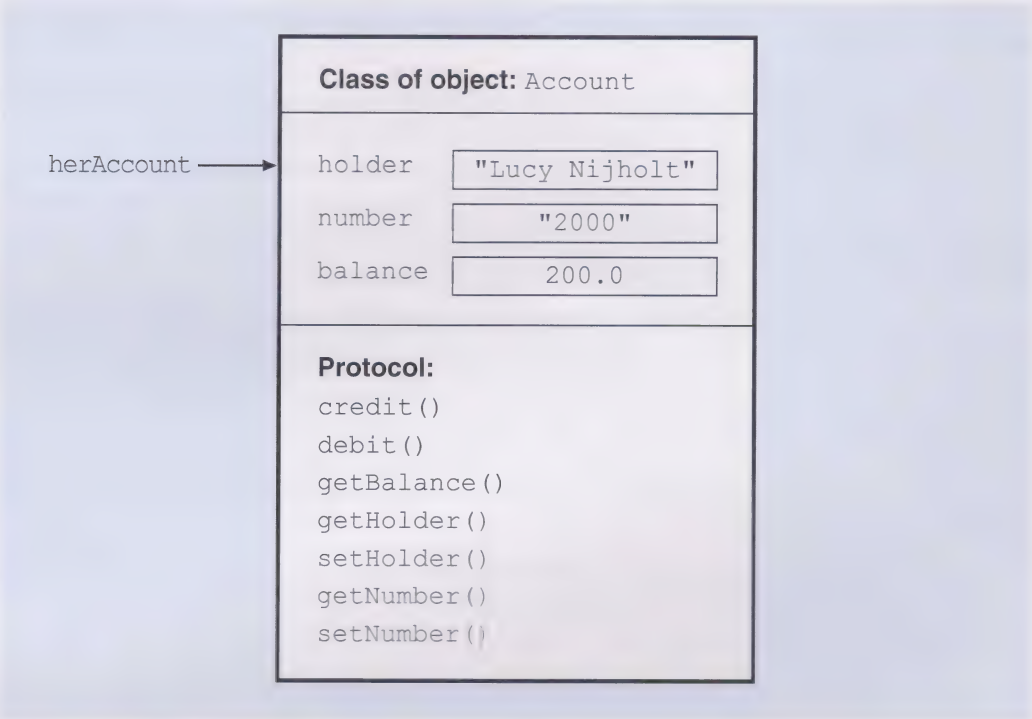 Class of object: Account
herAccount
holder "Lucy Nijholt"
number "2000"
balance 200.0
Protocol:
credit()
debit()
getBalance()
getHolder()
setHolder()
getNumber()
setNumber()